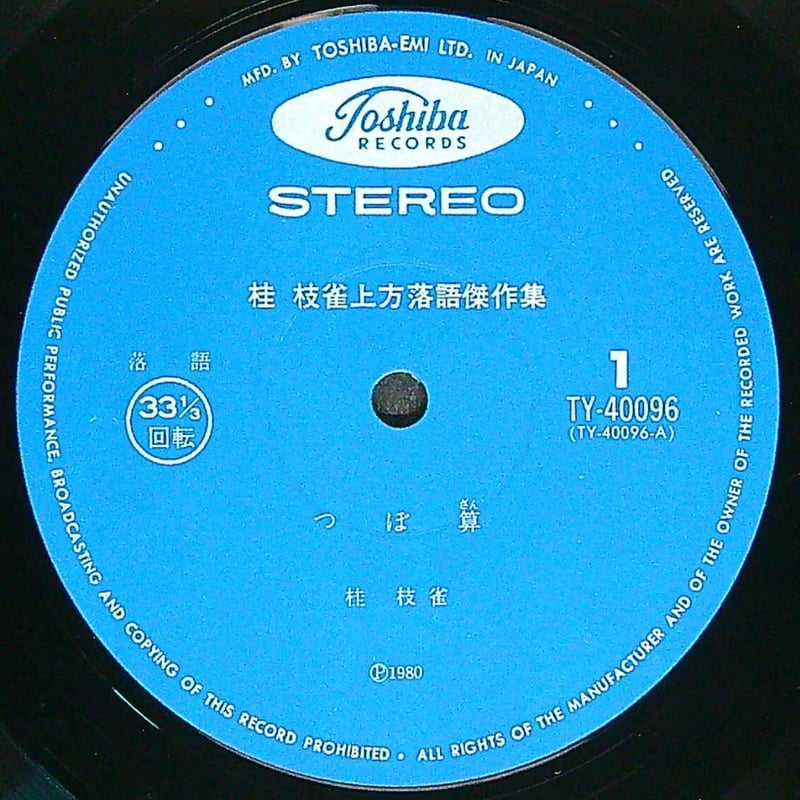 MFD. BY TOSHIBA-EMI LTD. IN JAPAN
Toshiba
RECORDS
STEREO
桂 枝雀上方落語傑作集
落 語
33⅓
回転
1
TY-40096
(TY-40096-A)
さん
つ ぼ 算
桂 枝雀
Ⓟ1980
UNAUTHORIZED PUBLIC PERFORMANCE, BROADCASTING AND COPYING OF THIS RECORD PROHIBITED • ALL RIGHTS OF THE MANUFACTURER AND OF THE OWNER OF THE RECORDED WORK ARE RESERVED